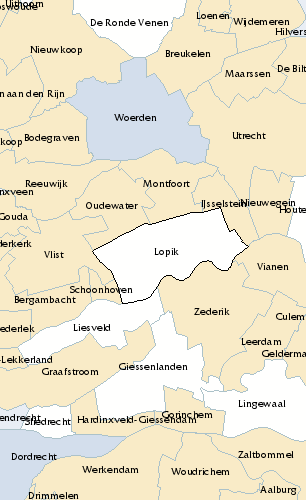 Uithoorn
Loenen
De Ronde Venen
Wijdemeren
Hilvers
Nieuwkoop
Breukelen
De Bilt
Maarssen
n aan den Rijn
Woerden
Bodegraven
Utrecht
koop
Reeuwijk
Montfoort
nxveen
IJsselstein
Nieuwegein
Oudewater
Houte
Gouda
derkerk
Vlist
Lopik
Vianen
Schoonhoven
Bergambacht
Zederik
Culem
Liesveld
ederlek
Leerdam
Gelderma
-Lekkerland
Giessenlanden
Graafstroom
Lingewaal
Gorinchem
endrecht
Sliedrecht
Hardinxveld-Giessendam
Dordrecht
Zaltbommel
Werkendam
Woudrichem
Aalburg
Drimmelen